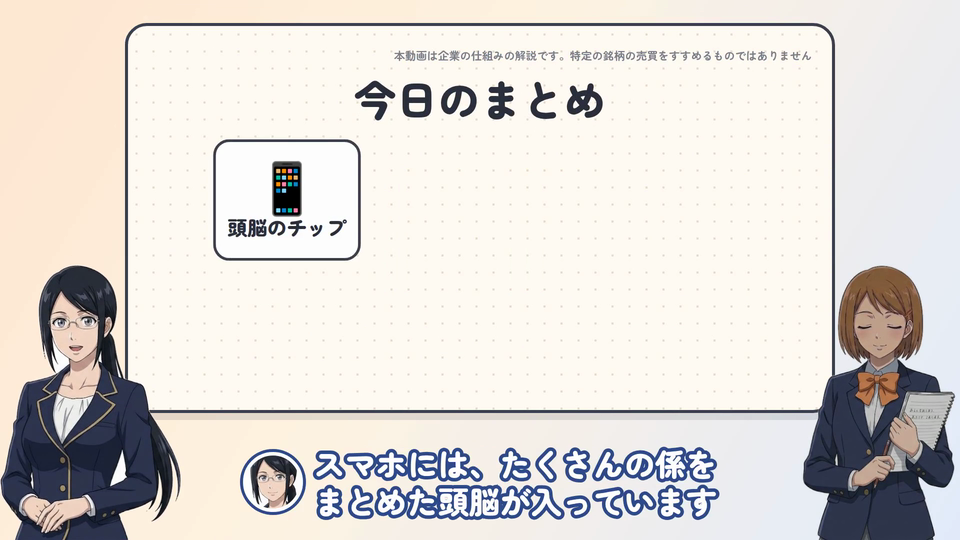 本動画は企業の仕組みの解説です。特定の銘柄の売買をすすめるものではありません
今日のまとめ
頭脳のチップ
スマホには、たくさんの係を
まとめた頭脳が入っています